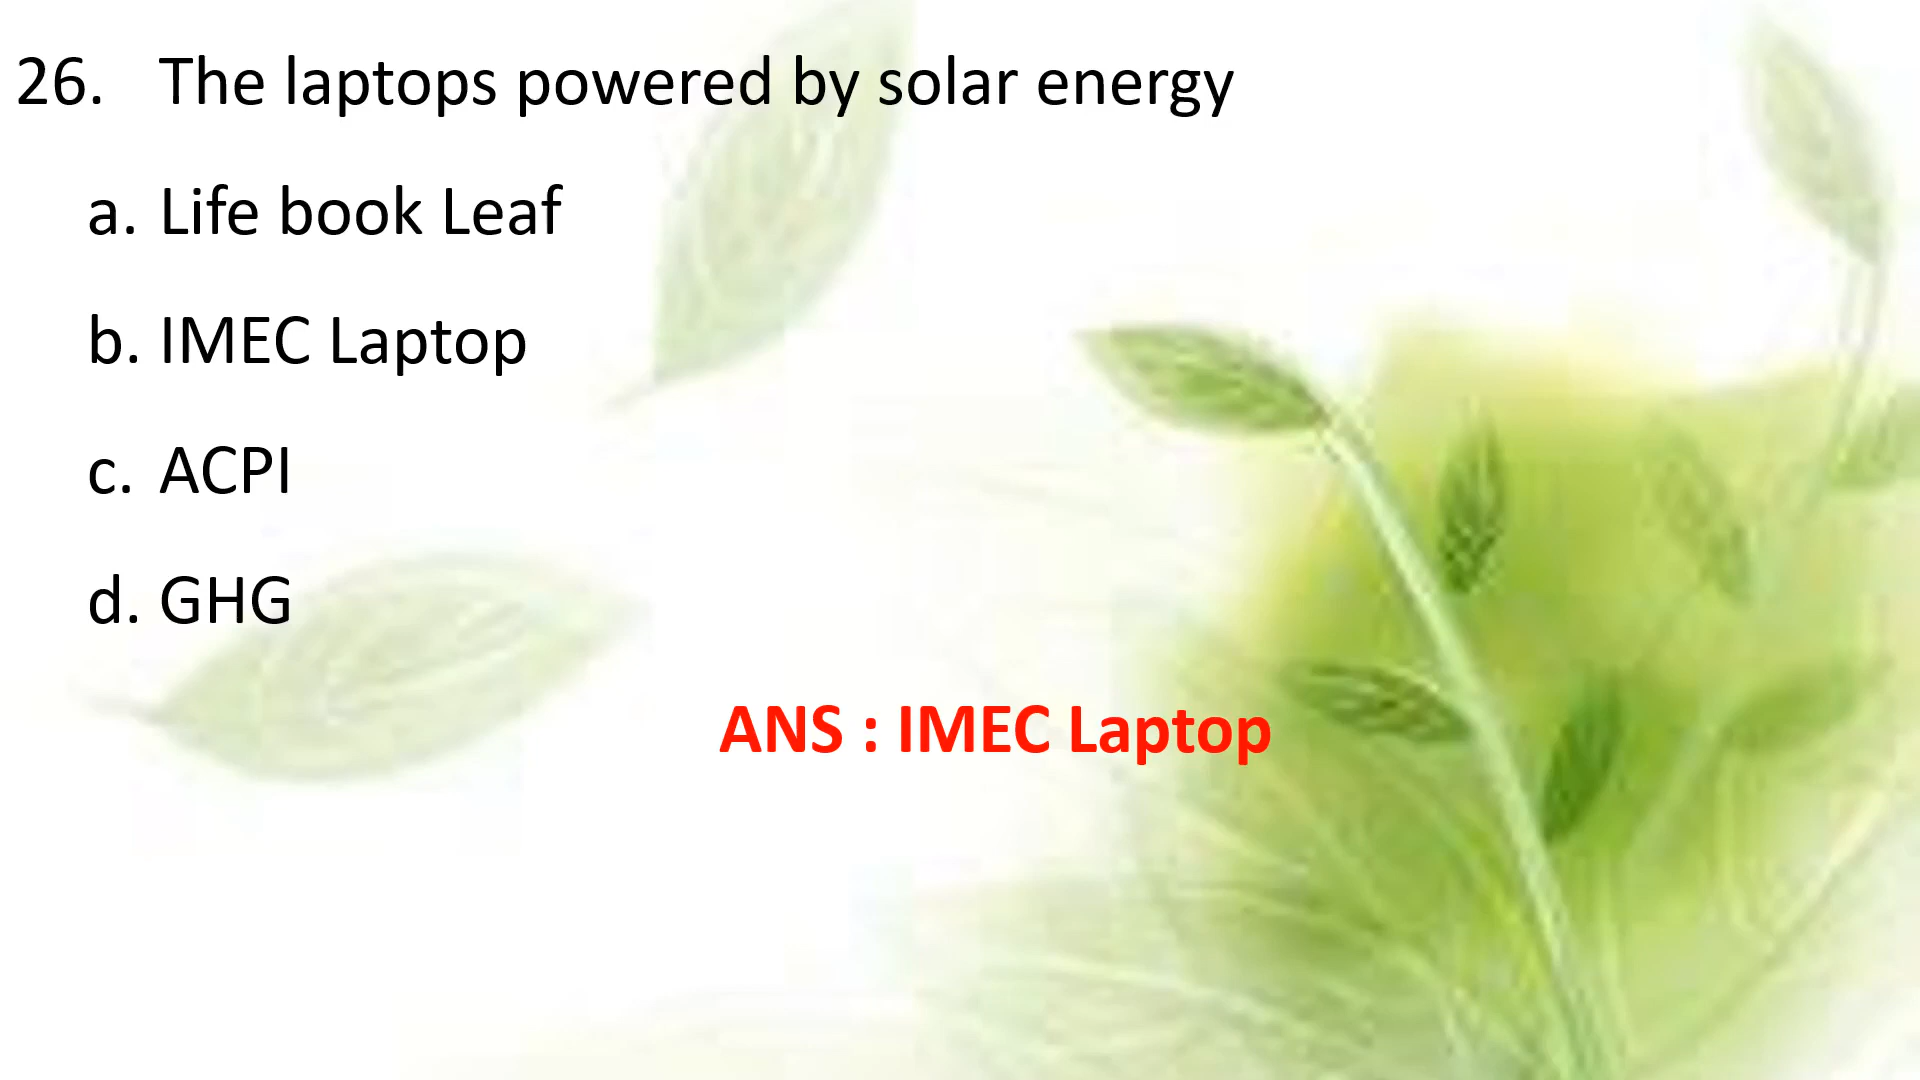 26. The laptops powered by solar energy
a. Life book Leaf
b. IMEC Laptop
c. ACPI
d. GHG
ANS : IMEC Laptop